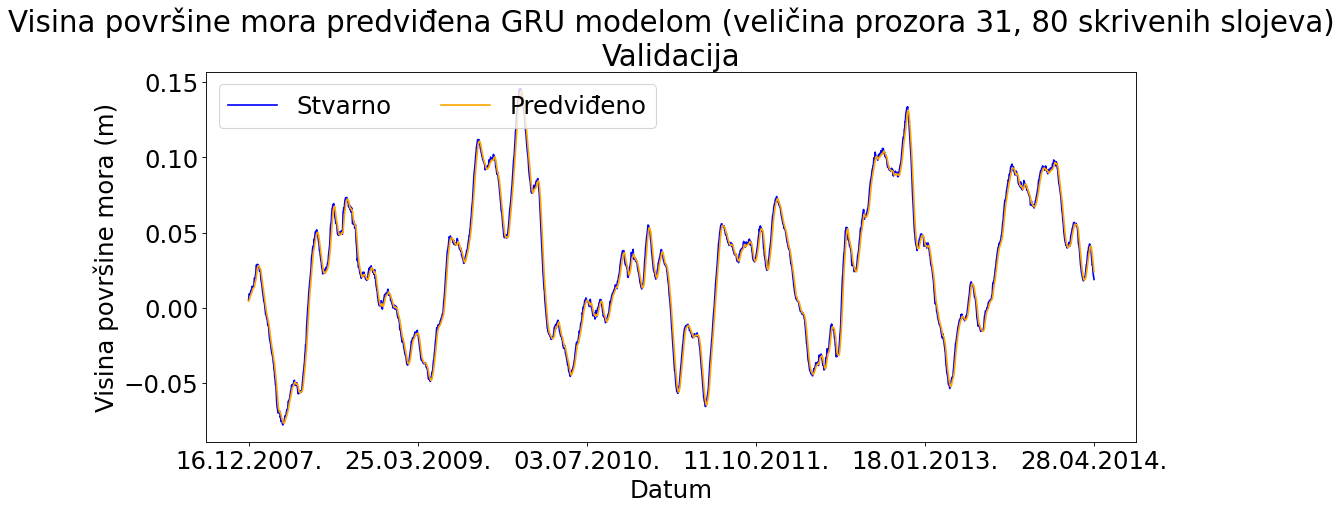 Visina površine mora predviđena GRU modelom (veličina prozora 31, 80 skrivenih slojeva)
Validacija
Stvarno Predviđeno
Visina površine mora (m)
0.15
0.10
0.05
0.00
−0.05
16.12.2007. 25.03.2009. 03.07.2010. 11.10.2011. 18.01.2013. 28.04.2014.
Datum